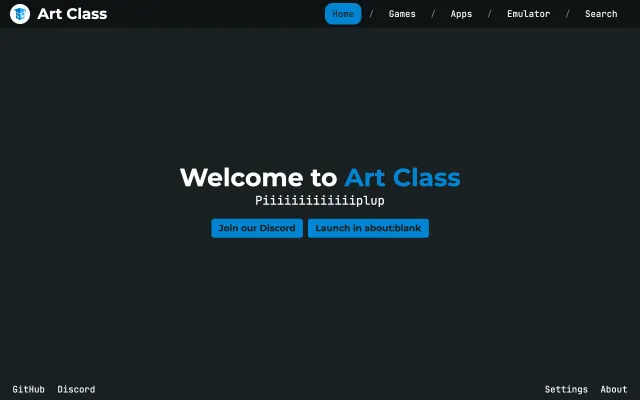 Art Class
Home / Games / Apps / Emulator / Search
Welcome to Art Class
Piiiiiiiiiiiiplup
Join our Discord Launch in about:blank
GitHub Discord Settings About